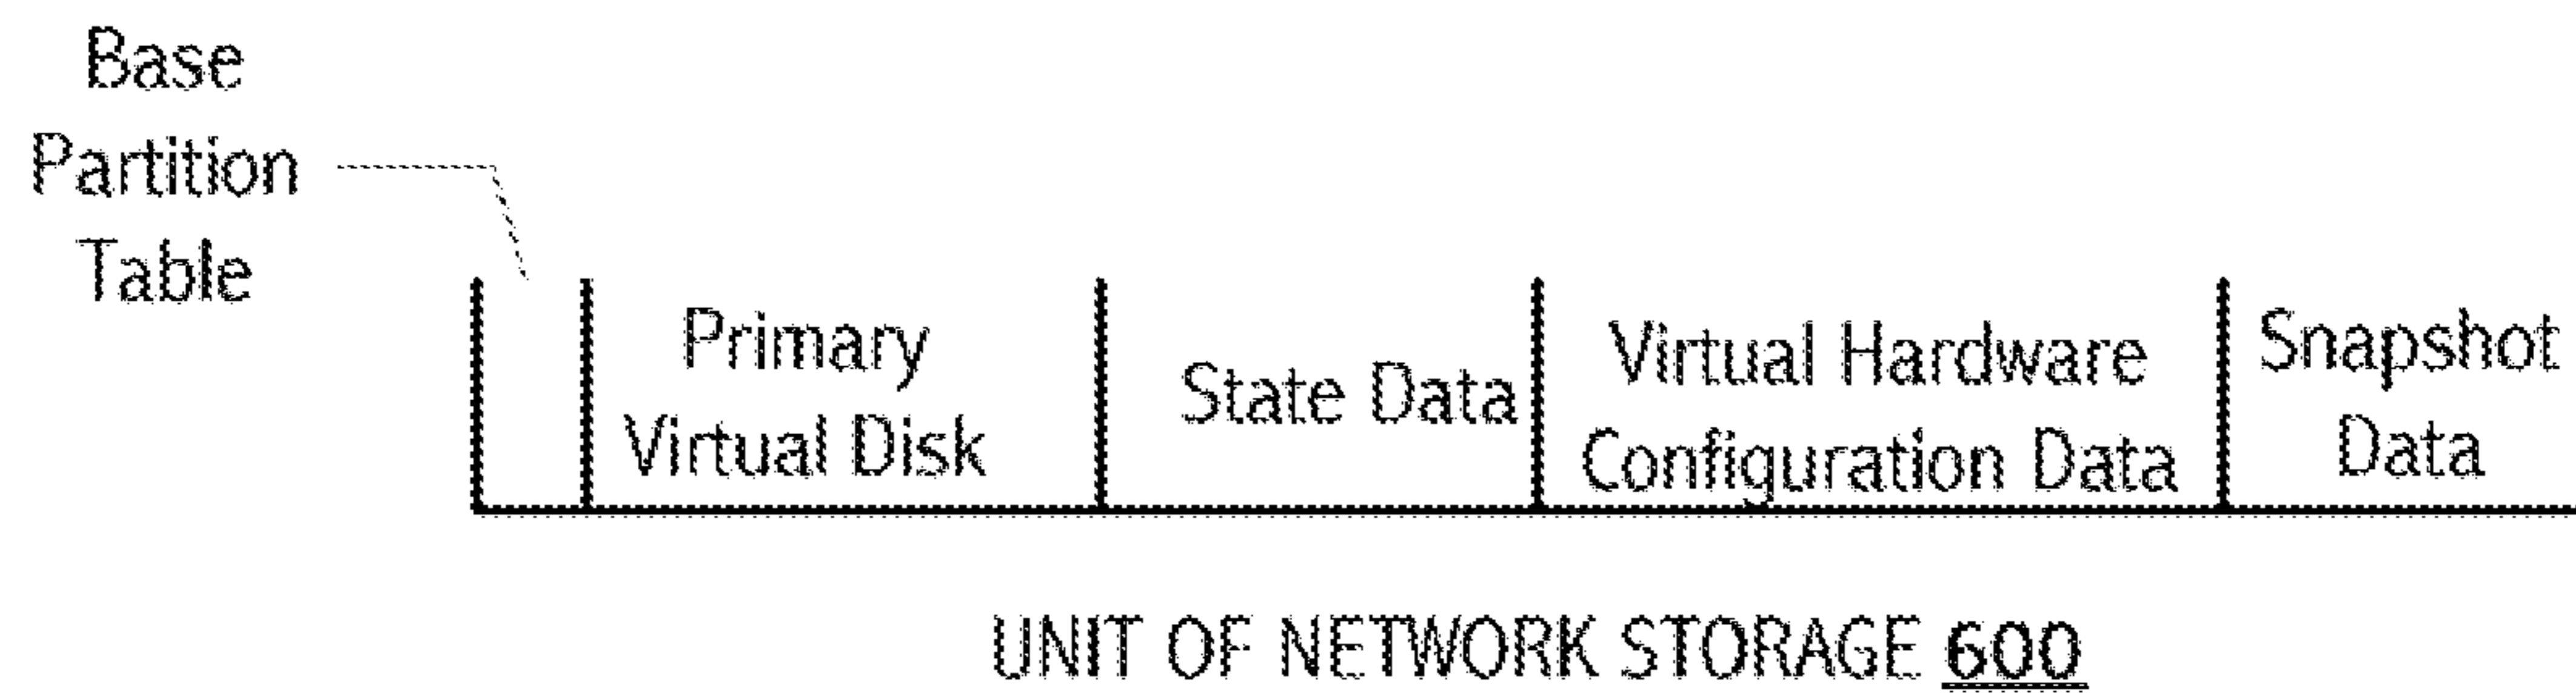 Base
Partition
Table
Primary
Virtual Disk
State Data
Virtual Hardware
Configuration Data
Snapshot
Data
UNIT OF NETWORK STORAGE 600